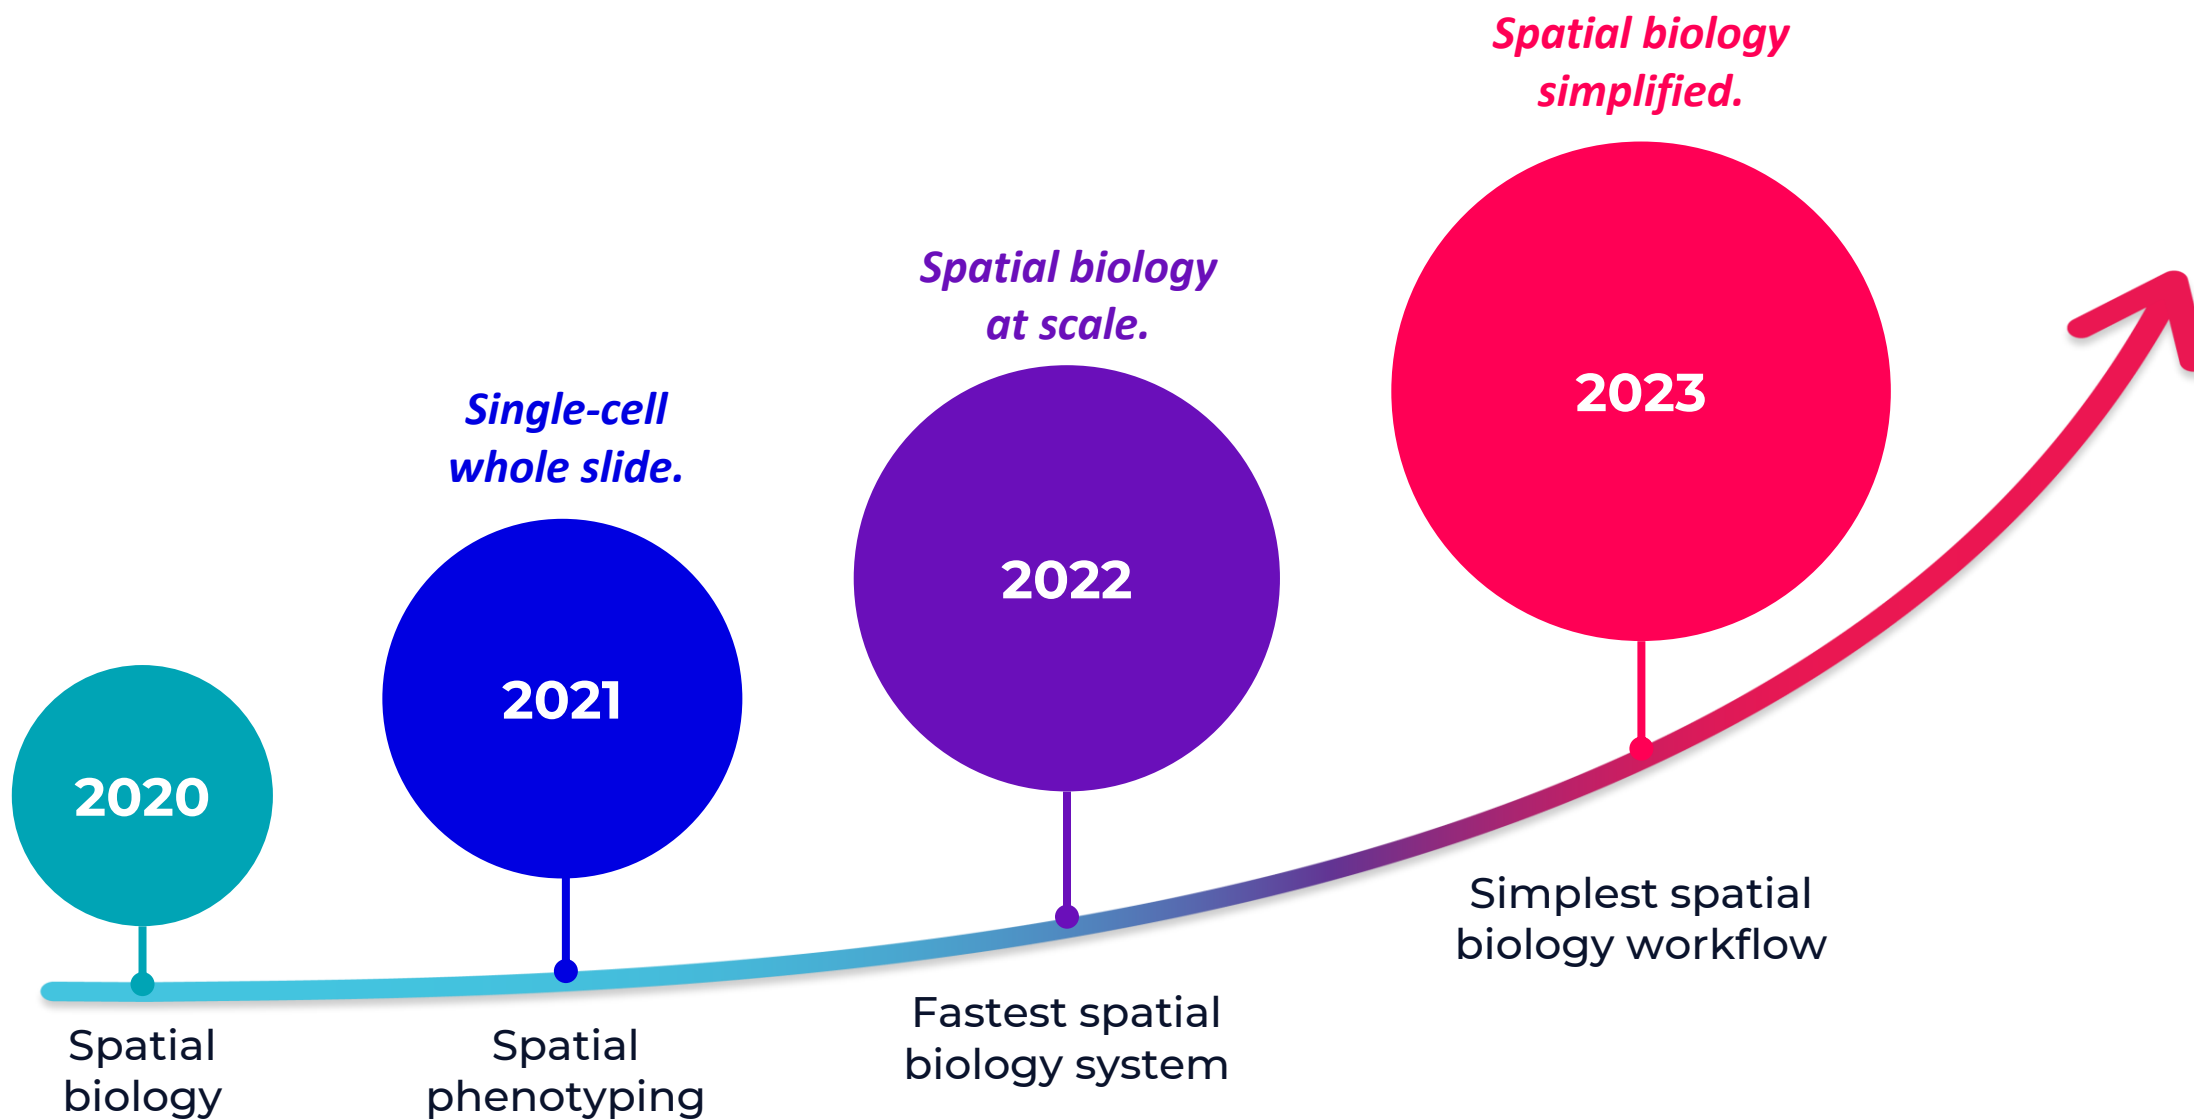 2020
Spatial
biology
Single-cell
whole slide.
2021
Spatial
phenotyping
Spatial biology
at scale.
2022
Fastest spatial
biology system
Spatial biology
simplified.
2023
Simplest spatial
biology workflow